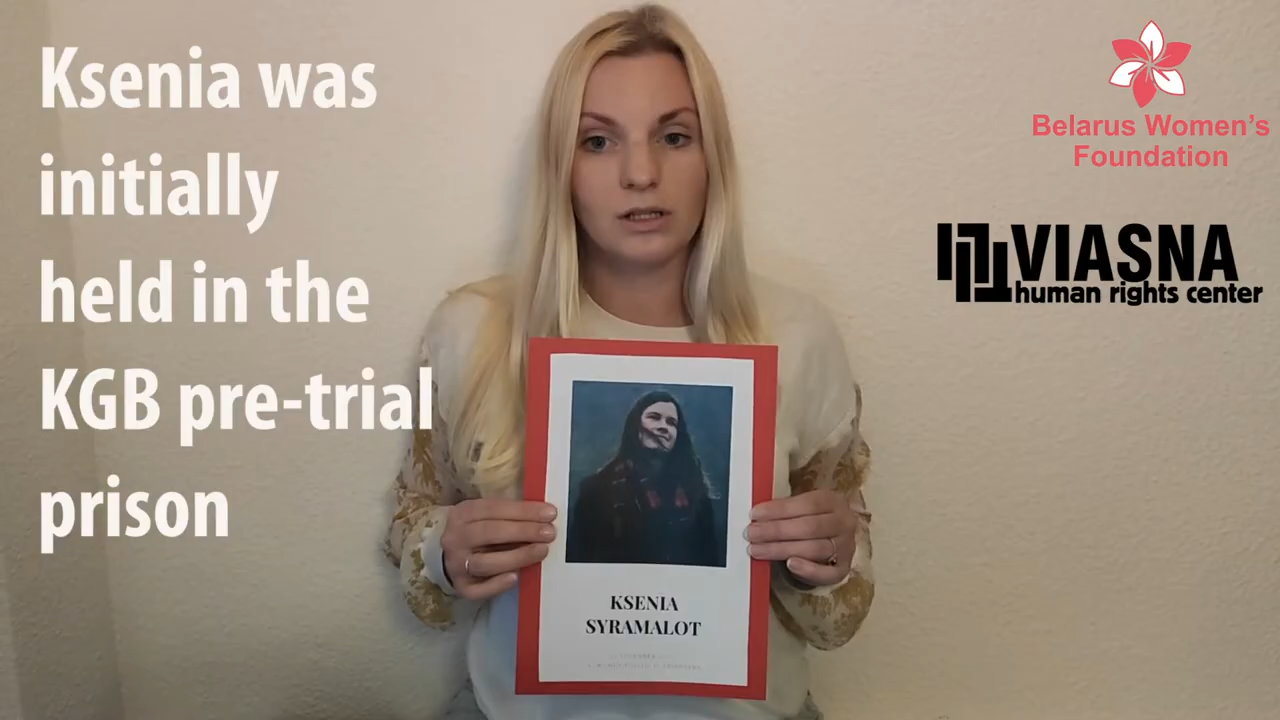 Ksenia was
initially
held in the
KGB pre-trial
prison
Belarus Women's
Foundation
VIASNA
human rights center
KSENIA
SYRAMALOT